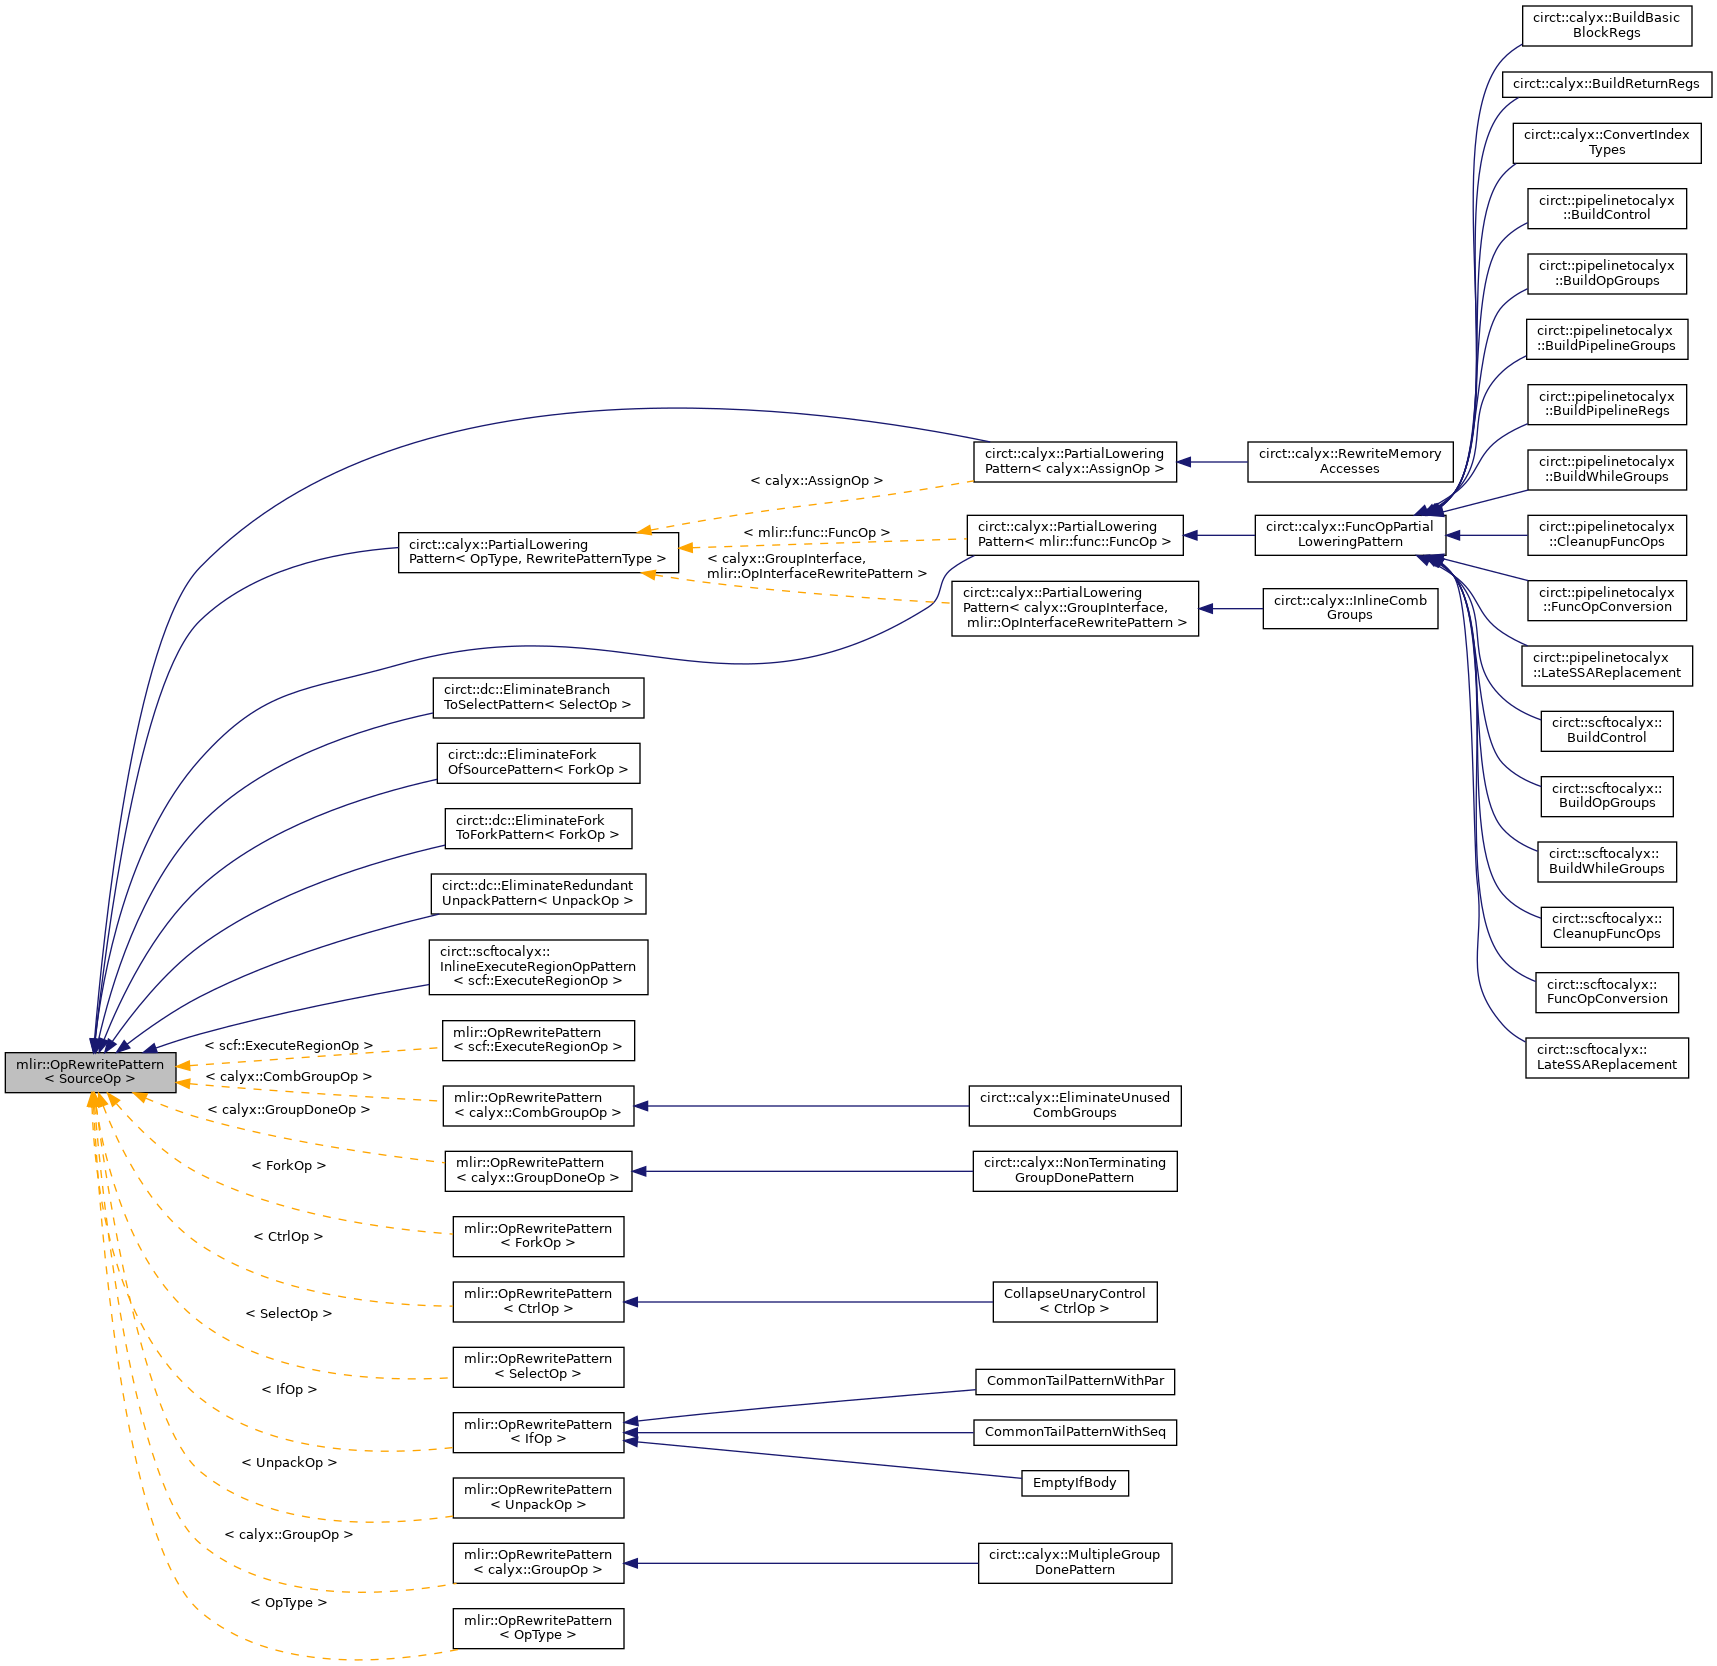 circt::calyx::BuildBasic
BlockRegs
circt::calyx::BuildReturnRegs
circt::calyx::ConvertIndex
Types
circt::pipelinetocalyx
::BuildControl
circt::pipelinetocalyx
::BuildOpGroups
circt::pipelinetocalyx
::BuildPipelineGroups
circt::pipelinetocalyx
::BuildPipelineRegs
circt::pipelinetocalyx
::BuildWhileGroups
circt::pipelinetocalyx
::CleanupFuncOps
circt::pipelinetocalyx
::FuncOpConversion
circt::pipelinetocalyx
::LateSSAReplacement
circt::scftocalyx::
BuildControl
circt::scftocalyx::
BuildOpGroups
circt::scftocalyx::
BuildWhileGroups
circt::scftocalyx::
CleanupFuncOps
circt::scftocalyx::
FuncOpConversion
circt::scftocalyx::
LateSSAReplacement
circt::calyx::PartialLowering
Pattern< calyx::AssignOp >
circt::calyx::RewriteMemory
Accesses
< calyx::AssignOp >
circt::calyx::PartialLowering
Pattern< OpType, RewritePatternType >
< mlir::func::FuncOp >
circt::calyx::PartialLowering
Pattern< mlir::func::FuncOp >
circt::calyx::FuncOpPartial
LoweringPattern
< calyx::GroupInterface,
mlir::OpInterfaceRewritePattern >
circt::calyx::PartialLowering
Pattern< calyx::GroupInterface,
mlir::OpInterfaceRewritePattern >
circt::calyx::InlineComb
Groups
circt::dc::EliminateBranch
ToSelectPattern< SelectOp >
circt::dc::EliminateFork
OfSourcePattern< ForkOp >
circt::dc::EliminateFork
ToForkPattern< ForkOp >
circt::dc::EliminateRedundant
UnpackPattern< UnpackOp >
circt::scftocalyx::
InlineExecuteRegionOpPattern
< scf::ExecuteRegionOp >
mlir::OpRewritePattern
< SourceOp >
< scf::ExecuteRegionOp >
mlir::OpRewritePattern
< scf::ExecuteRegionOp >
< calyx::CombGroupOp >
mlir::OpRewritePattern
< calyx::CombGroupOp >
circt::calyx::EliminateUnused
CombGroups
< calyx::GroupDoneOp >
mlir::OpRewritePattern
< calyx::GroupDoneOp >
circt::calyx::NonTerminating
GroupDonePattern
< ForkOp >
mlir::OpRewritePattern
< ForkOp >
< CtrlOp >
mlir::OpRewritePattern
< CtrlOp >
CollapseUnaryControl
< CtrlOp >
< SelectOp >
mlir::OpRewritePattern
< SelectOp >
< IfOp >
mlir::OpRewritePattern
< IfOp >
CommonTailPatternWithPar
CommonTailPatternWithSeq
EmptyIfBody
< UnpackOp >
mlir::OpRewritePattern
< UnpackOp >
< calyx::GroupOp >
mlir::OpRewritePattern
< calyx::GroupOp >
circt::calyx::MultipleGroup
DonePattern
< OpType >
mlir::OpRewritePattern
< OpType >